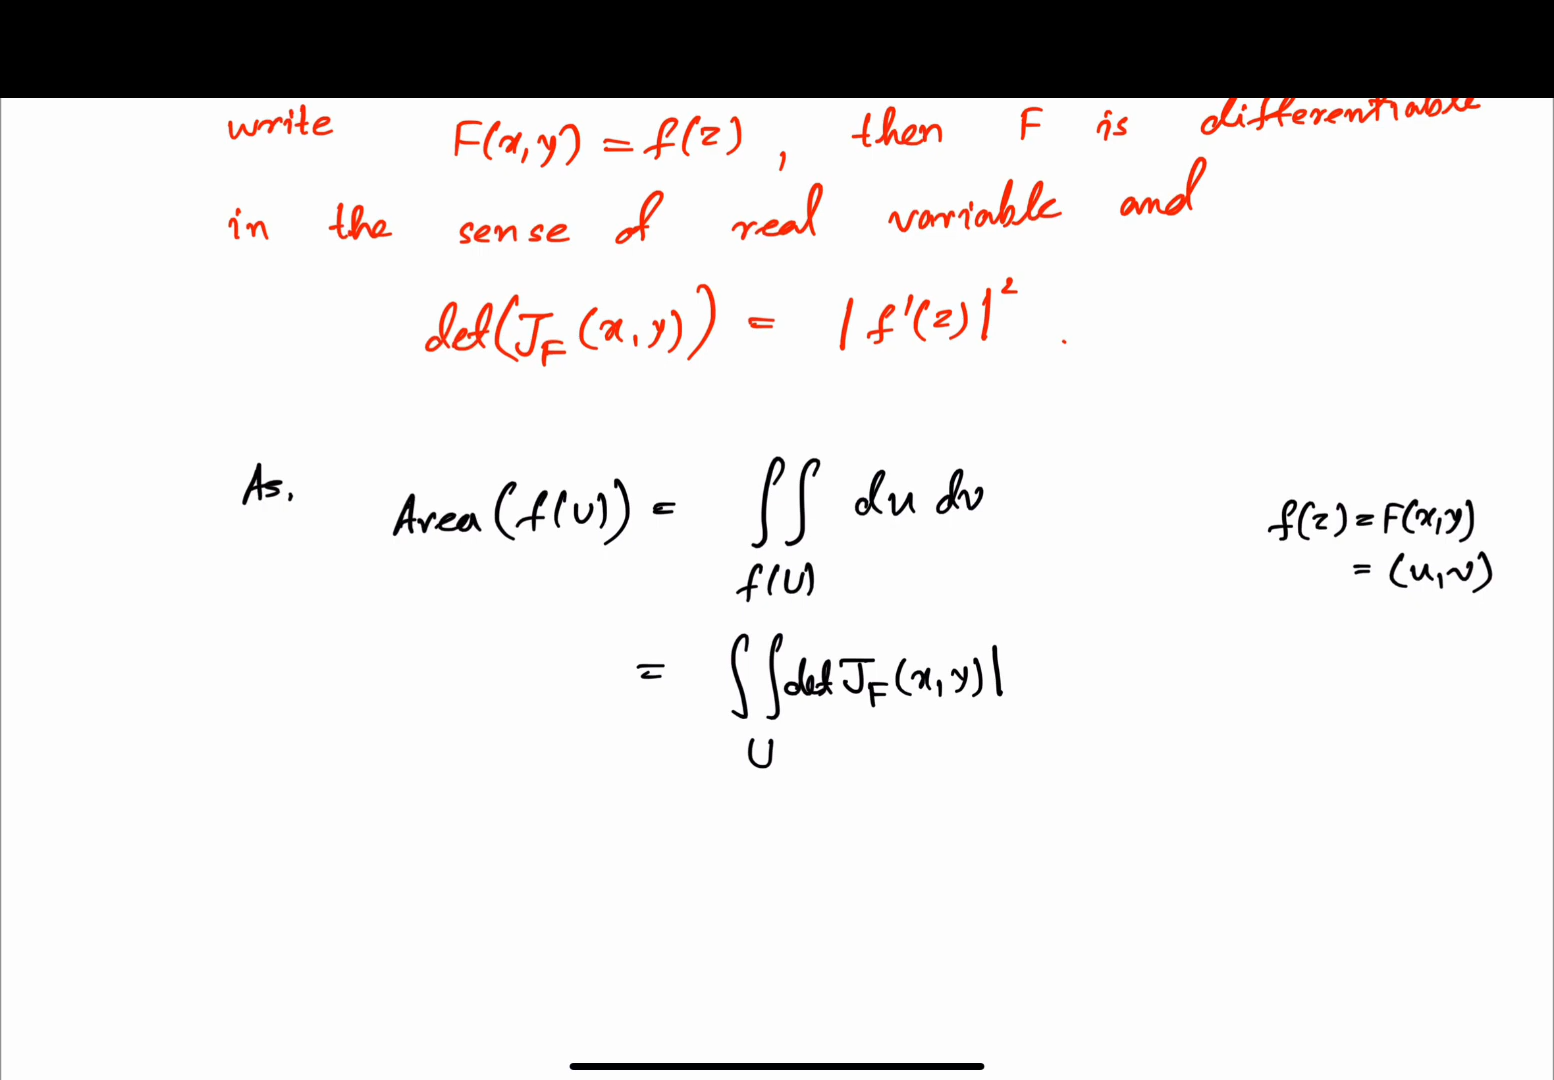 write F(x,y) = f(z), then F is differentiable
in the sense of real variable and
det(J_F (x,y)) = |f'(z)|².
As, Area(f(U)) = ∬ du dv
f(U)
f(z) = F(x,y)
= (u,v)
= ∬ det J_F (x,y)|
U